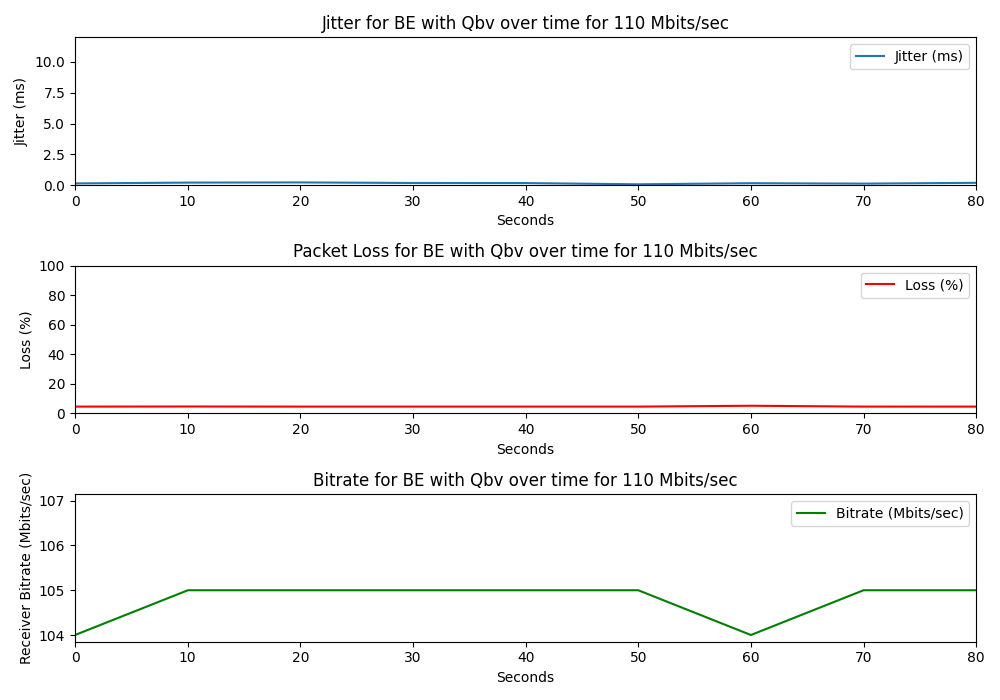 Jitter for BE with Qbv over time for 110 Mbits/sec
Jitter (ms)
10.0
7.5
5.0
2.5
0.0
Jitter (ms)
0 10 20 30 40 50 60 70 80
Seconds
Packet Loss for BE with Qbv over time for 110 Mbits/sec
Loss (%)
100
80
60
40
20
0
Loss (%)
0 10 20 30 40 50 60 70 80
Seconds
Bitrate for BE with Qbv over time for 110 Mbits/sec
Receiver Bitrate (Mbits/sec)
107
106
105
104
Bitrate (Mbits/sec)
0 10 20 30 40 50 60 70 80
Seconds